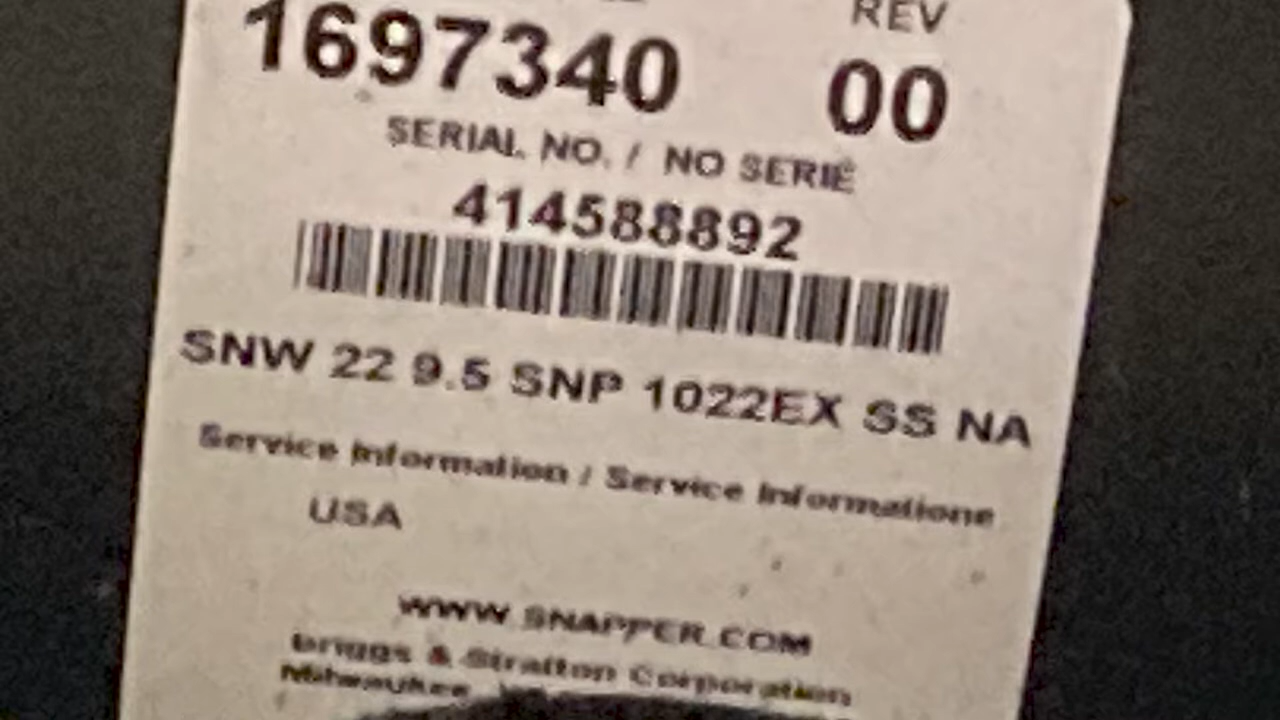 REV
1697340 00
SERIAL NO. / NO SERIE
414588892
SNW 22 9.5 SNP 1022EX SS NA
Service Information / Service Informatione
USA
WWW.SNAPPER.COM
Briggs & Stratton Corporation
Milwaukee